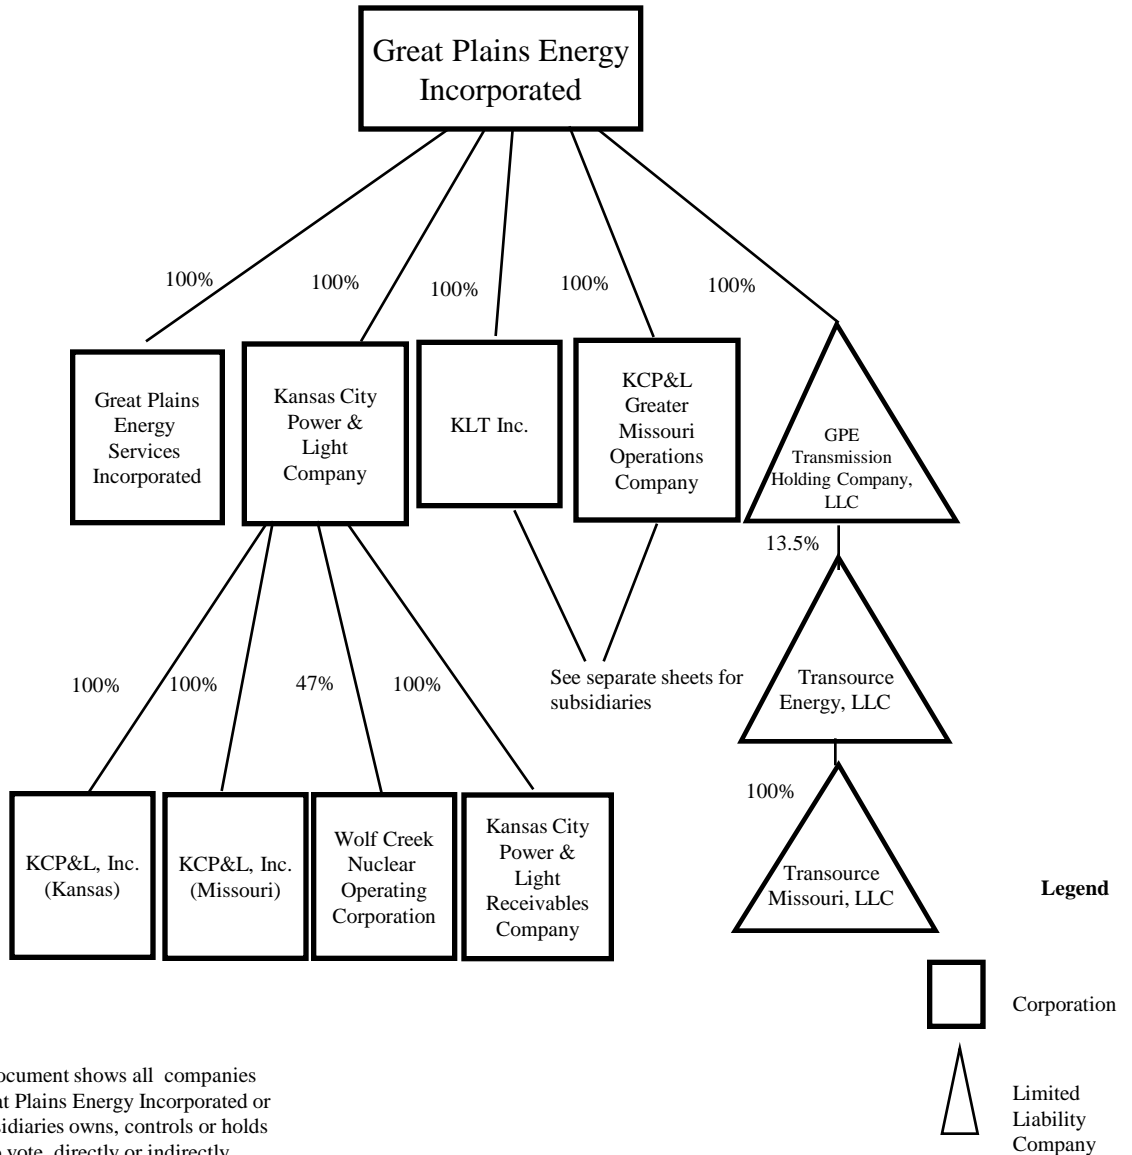 Great Plains Energy
Incorporated
100%
100%
100%
100%
100%
Great Plains
Energy
Services
Incorporated
Kansas City
Power &
Light
Company
KLT Inc.
KCP&L
Greater
Missouri
Operations
Company
GPE
Transmission
Holding Company,
LLC
13.5%
100%
100%
47%
100%
See separate sheets for
subsidiaries
Transource
Energy, LLC
100%
KCP&L, Inc.
(Kansas)
KCP&L, Inc.
(Missouri)
Wolf Creek
Nuclear
Operating
Corporation
Kansas City
Power &
Light
Receivables
Company
Transource
Missouri, LLC
Legend
Corporation
Limited
Liability
Company
shows all companies
Plains Energy Incorporated or
owns, controls or holds
vote, directly or indirectly